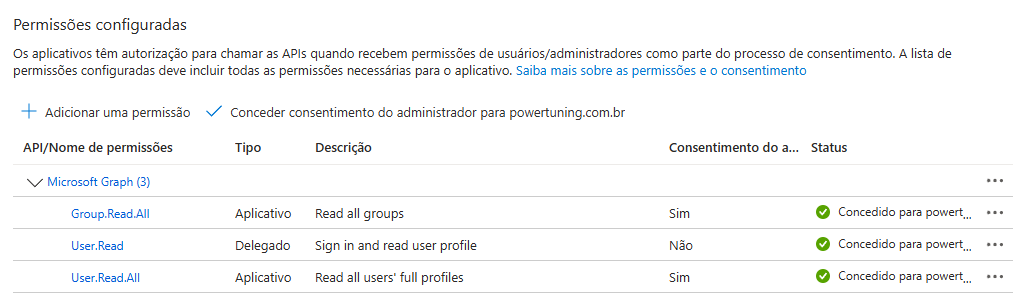 Permissões configuradas
Os aplicativos têm autorização para chamar as APIs quando recebem permissões de usuários/administradores como parte do processo de consentimento. A lista de
permissões configuradas deve incluir todas as permissões necessárias para o aplicativo. Saiba mais sobre as permissões e o consentimento
Adicionar uma permissão Conceder consentimento do administrador para powertuning.com.br
API/Nome de permissões Tipo Descrição Consentimento do a... Status
Microsoft Graph (3)
Group.Read.All Aplicativo Read all groups Sim Concedido para powert...
User.Read Delegado Sign in and read user profile Não Concedido para powert...
User.Read.All Aplicativo Read all users' full profiles Sim Concedido para powert...